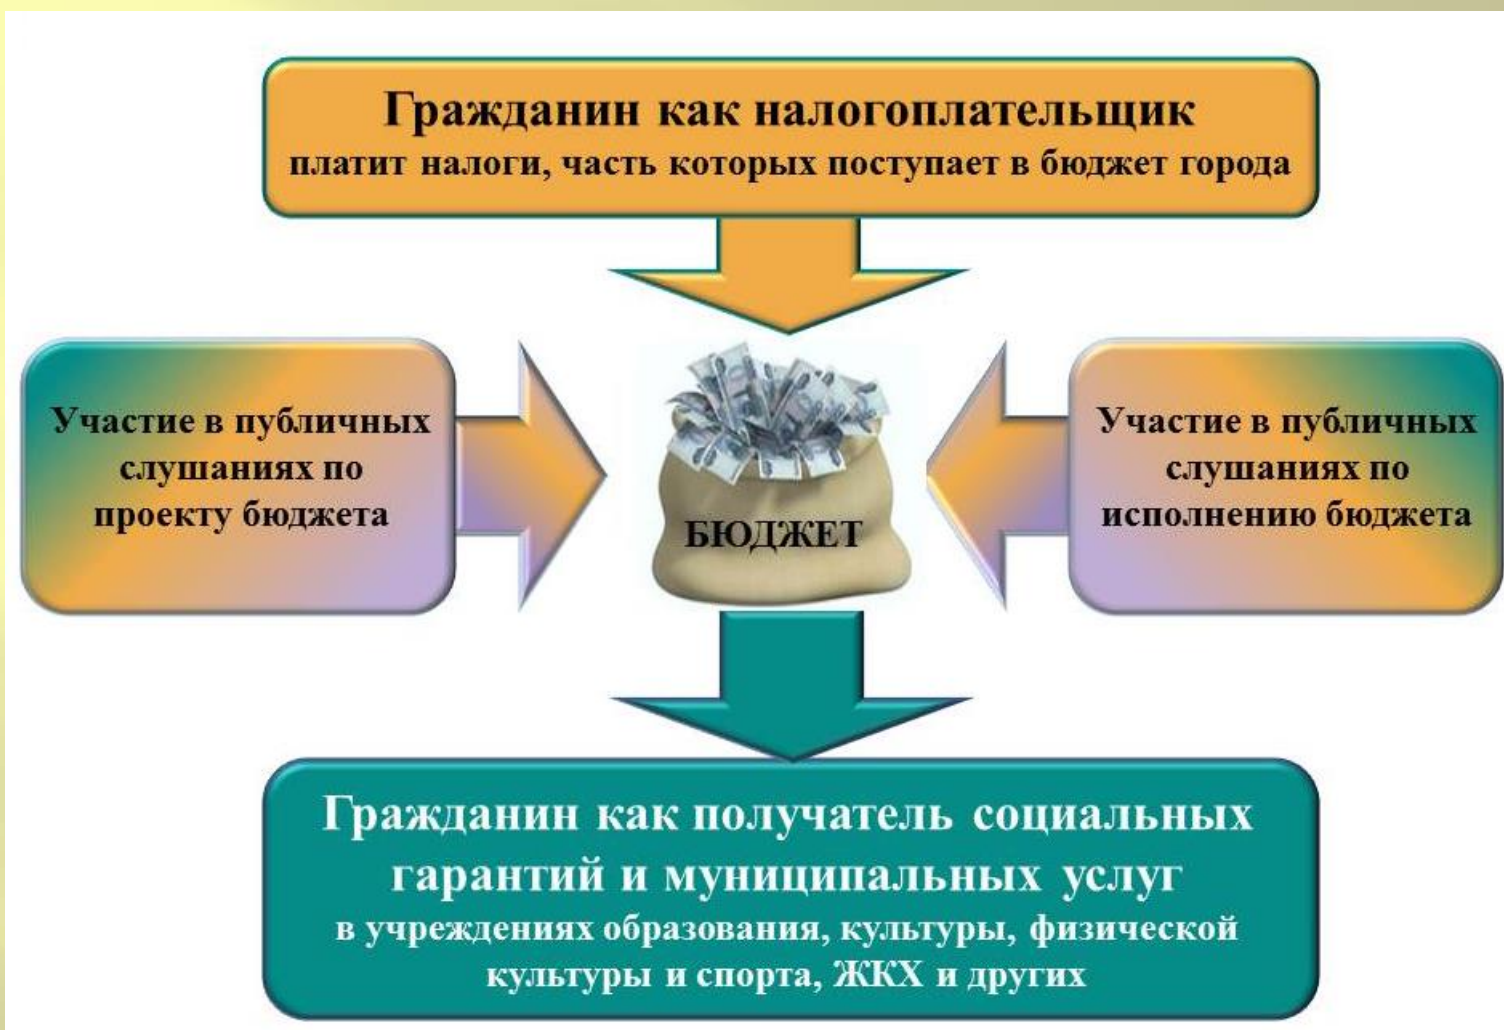 Гражданин как налогоплательщик
платит налоги, часть которых поступает в бюджет города
Участие в публичных
слушаниях по
проекту бюджета
БЮДЖЕТ
Участие в публичных
слушаниях по
исполнению бюджета
Гражданин как получатель социальных
гарантий и муниципальных услуг
в учреждениях образования, культуры, физической
культуры и спорта, ЖКХ и других